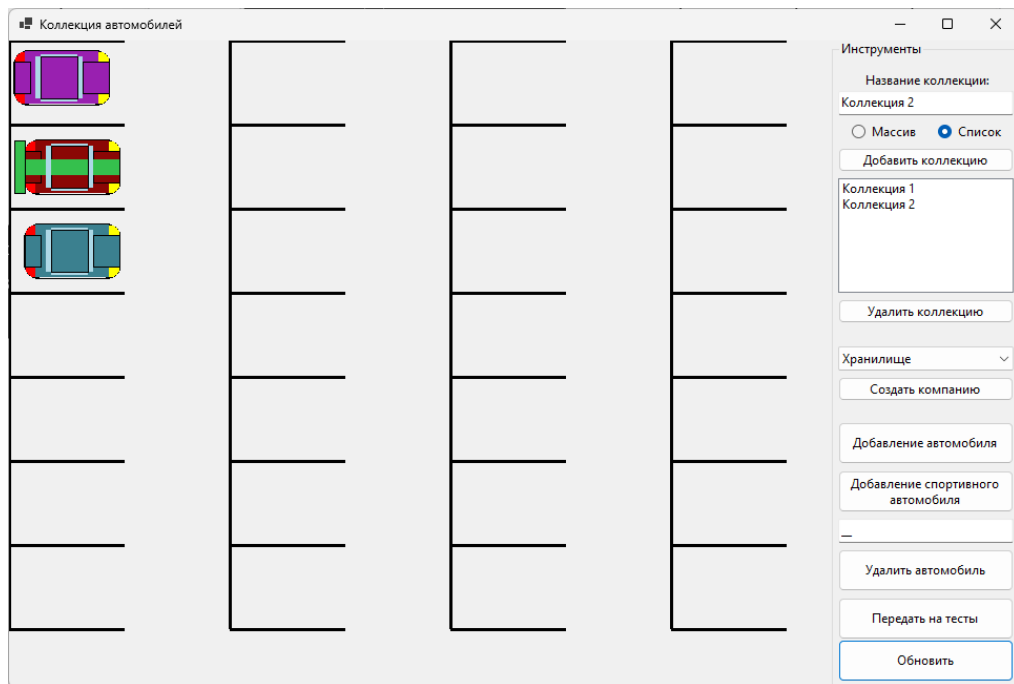 Коллекция автомобилей
Инструменты
Название коллекции:
Коллекция 2
Массив
Список
Добавить коллекцию
Коллекция 1
Коллекция 2
Удалить коллекцию
Хранилище
Создать компанию
Добавление автомобиля
Добавление спортивного
автомобиля
__
Удалить автомобиль
Передать на тесты
Обновить